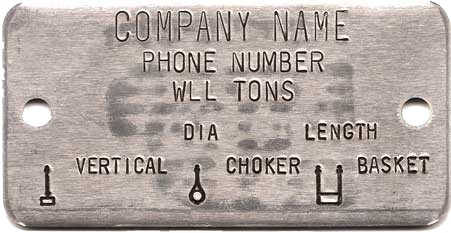 COMPANY NAME
PHONE NUMBER
WLL TONS
DIA LENGTH
VERTICAL CHOKER BASKET